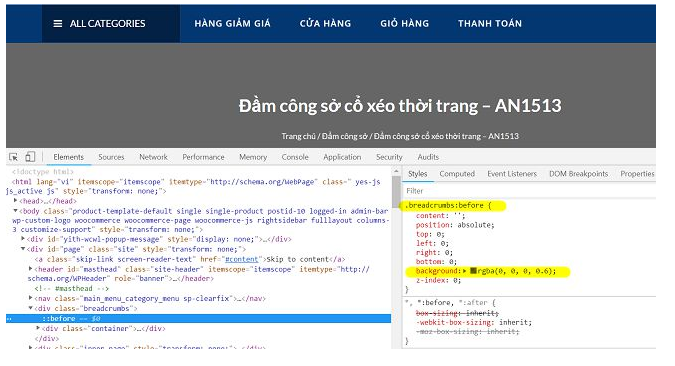 ≡ ALL CATEGORIES HÀNG GIẢM GIÁ CỬA HÀNG GIỎ HÀNG THANH TOÁN
Đầm công sở cổ xéo thời trang – AN1513
Trang chủ / Đầm công sở / Đầm công sở cổ xéo thời trang – AN1513
Elements Sources Network Performance Memory Console Application Security Audits
<!doctype html>
<html lang="vi" itemscope="itemscope" itemtype="http://schema.org/WebPage" class=" yes-js
js_active js" style="transform: none;">
▶<head>…</head>
▼<body class="product-template-default single single-product postid-10 logged-in admin-bar
wp-custom-logo woocommerce woocommerce-page woocommerce-js rightsidebar fulllayout columns-
3 customize-support" style="transform: none;">
▶<div id="yith-wcwl-popup-message" style="display: none;">…</div>
▼<div id="page" class="site" style="transform: none;">
<a class="skip-link screen-reader-text" href="#content">Skip to content</a>
▶<header id="masthead" class="site-header" itemscope="itemscope" itemtype="http://
schema.org/WPHeader" role="banner">…</header>
<!-- #masthead -->
▶<nav class="main_menu_category_menu sp-clearfix">…</nav>
▼<div class="breadcrumbs">
::before == $0
▶<div class="container">…</div>
</div>
▶<div class="inner-page" style="transform: none;">…</div>
Styles Computed Event Listeners DOM Breakpoints Properties
Filter
.breadcrumbs:before {
content: '';
position: absolute;
top: 0;
left: 0;
right: 0;
bottom: 0;
background:▶ rgba(0, 0, 0, 0.6);
z-index: 0;
}
*, *:before, *:after {
box-sizing: inherit;
-webkit-box-sizing: inherit;
-moz-box-sizing: inherit;
}